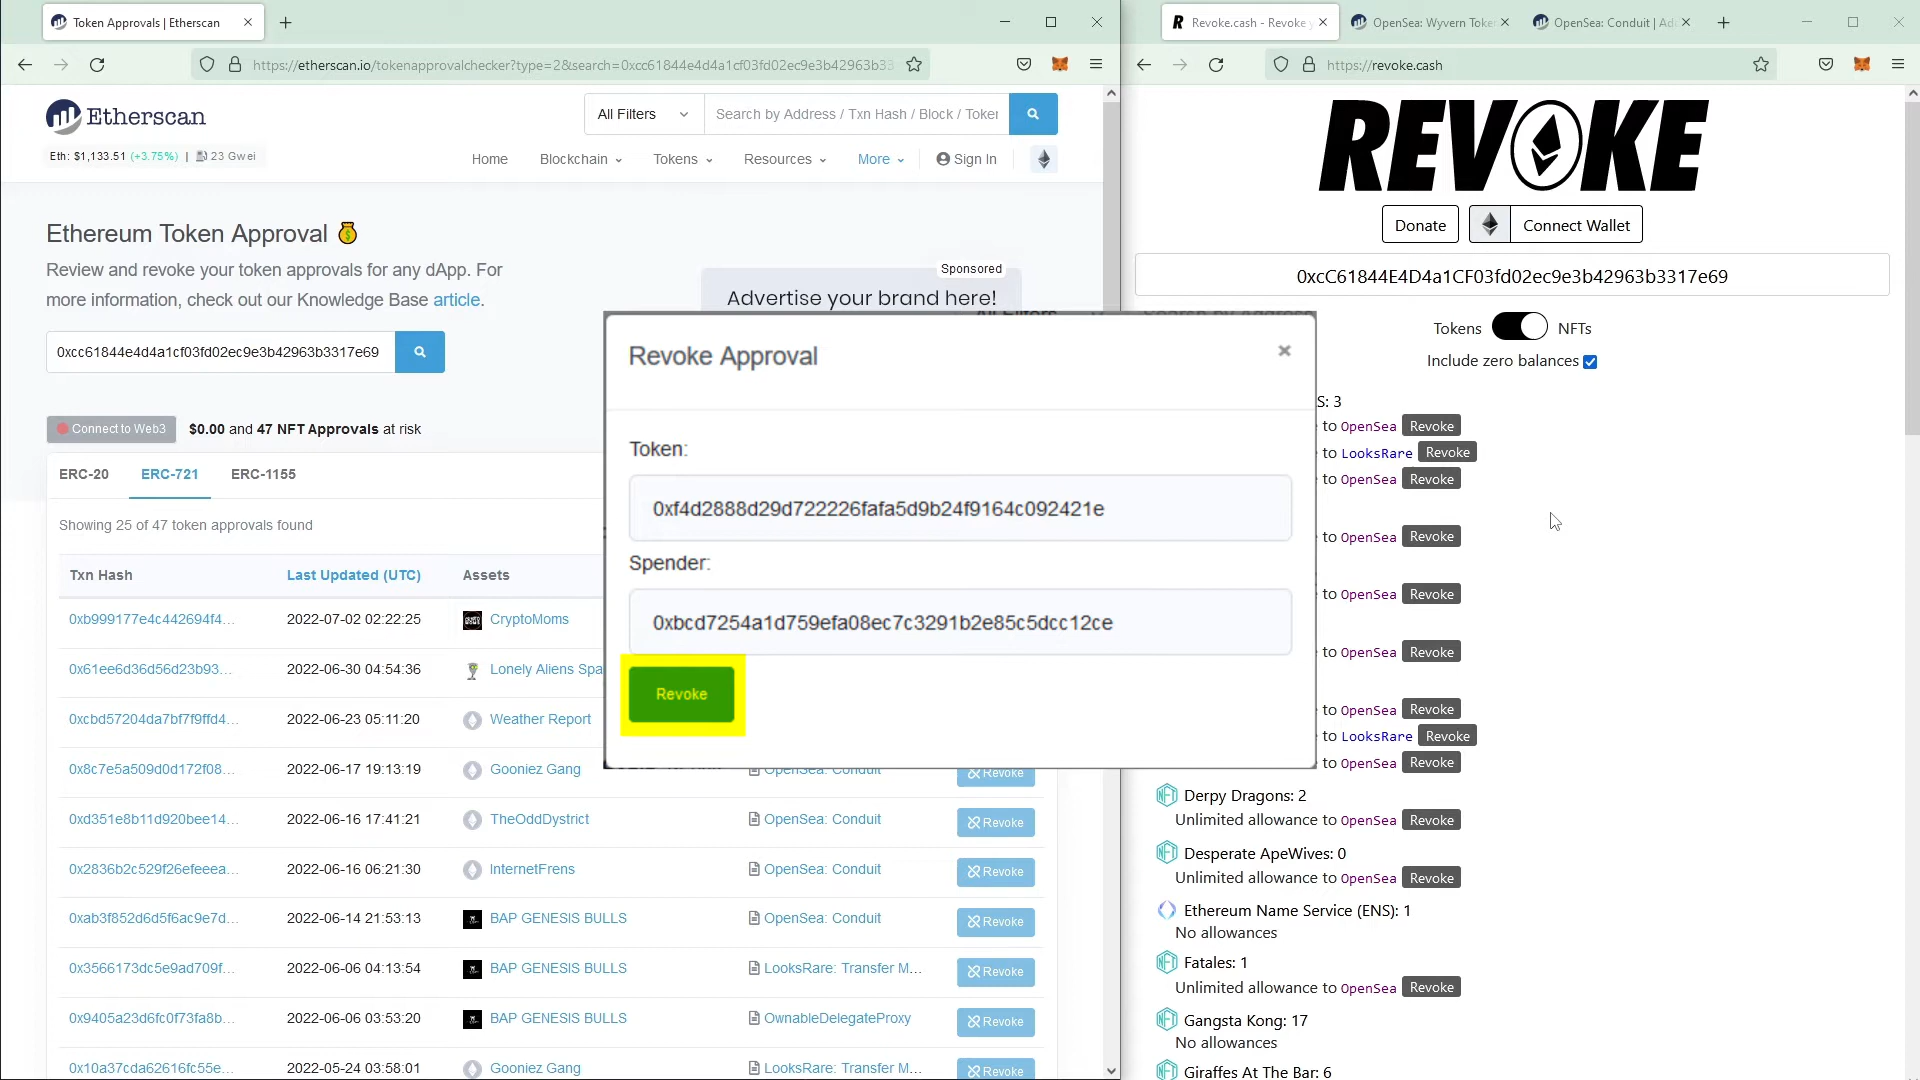 Token Approvals | Etherscan
https://etherscan.io/tokenapprovalchecker?type=2&search=0xcc61844e4d4a1cf03fd02ec9e3b42963b33
Etherscan
All Filters
Search by Address / Txn Hash / Block / Token
Eth: $1,133.51 (+3.75%) | 23 Gwei
Home
Blockchain
Tokens
Resources
More
Sign In
Ethereum Token Approval
Review and revoke your token approvals for any dApp. For
more information, check out our Knowledge Base article.
Sponsored
Advertise your brand here!
0xcc61844e4d4a1cf03fd02ec9e3b42963b3317e69
Connect to Web3
$0.00 and 47 NFT Approvals at risk
ERC-20
ERC-721
ERC-1155
Showing 25 of 47 token approvals found
Txn Hash
Last Updated (UTC)
Assets
0xb999177e4c442694f4...
2022-07-02 02:22:25
CryptoMoms
0x61ee6d36d56d23b93...
2022-06-30 04:54:36
Lonely Aliens Spa
0xcbd57204da7bf7f9ffd4...
2022-06-23 05:11:20
Weather Report
0x8c7e5a509d0d172f08...
2022-06-17 19:13:19
Gooniez Gang
OpenSea: Conduit
Revoke
0xd351e8b11d920bee14...
2022-06-16 17:41:21
TheOddDystrict
OpenSea: Conduit
Revoke
0x2836b2c529f26efeeea...
2022-06-16 06:21:30
InternetFrens
OpenSea: Conduit
Revoke
0xab3f852d6d5f6ac9e7d...
2022-06-14 21:53:13
BAP GENESIS BULLS
OpenSea: Conduit
Revoke
0x3566173dc5e9ad709f...
2022-06-06 04:13:54
BAP GENESIS BULLS
LooksRare: Transfer M...
Revoke
0x9405a23d6fc0f73fa8b...
2022-06-06 03:53:20
BAP GENESIS BULLS
OwnableDelegateProxy
Revoke
0x10a37cda62616fc55e...
2022-05-24 03:58:01
Gooniez Gang
LooksRare: Transfer M...
Revoke
Revoke Approval
Token:
0xf4d2888d29d722226fafa5d9b24f9164c092421e
Spender:
0xbcd7254a1d759efa08ec7c3291b2e85c5dcc12ce
Revoke
Revoke.cash - Revoke y
OpenSea: Wyvern Token
OpenSea: Conduit | Ad
https://revoke.cash
REVOKE
Donate
Connect Wallet
0xcC61844E4D4a1CF03fd02ec9e3b42963b3317e69
Tokens
NFTs
Include zero balances
S: 3
to OpenSea Revoke
to LooksRare Revoke
to OpenSea Revoke
to OpenSea Revoke
to OpenSea Revoke
to OpenSea Revoke
to OpenSea Revoke
to LooksRare Revoke
to OpenSea Revoke
Derpy Dragons: 2
Unlimited allowance to OpenSea Revoke
Desperate ApeWives: 0
Unlimited allowance to OpenSea Revoke
Ethereum Name Service (ENS): 1
No allowances
Fatales: 1
Unlimited allowance to OpenSea Revoke
Gangsta Kong: 17
No allowances
Giraffes At The Bar: 6